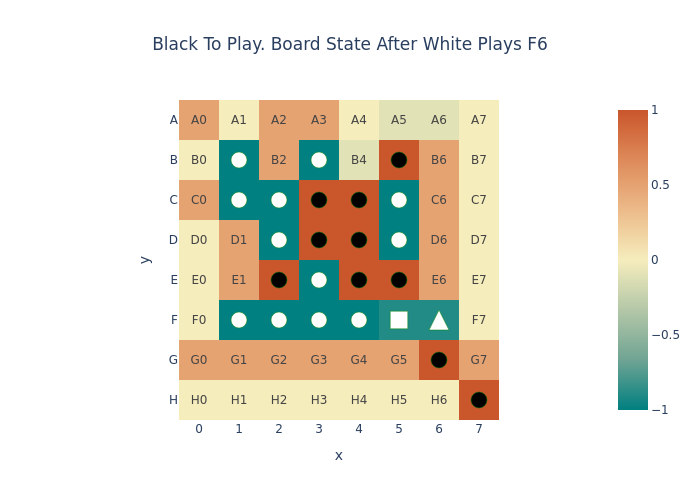 Black To Play. Board State After White Plays F6
A A0 A1 A2 A3 A4 A5 A6 A7 1
B B0 B2 B4 B6 B7
C C0 C6 C7 0.5
D D0 D1 D6 D7
y 0
E E0 E1 E6 E7
F F0 F7 −0.5
G G0 G1 G2 G3 G4 G5 G7
H H0 H1 H2 H3 H4 H5 H6 −1
0 1 2 3 4 5 6 7
x